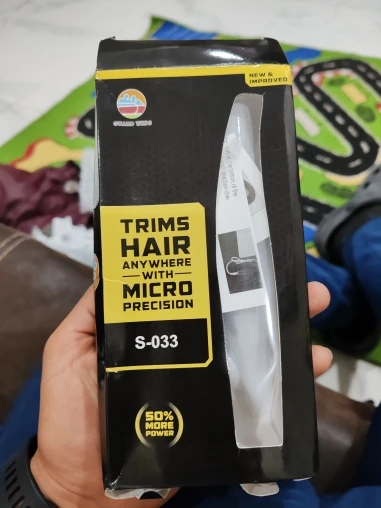 NEW &
IMPROVED
TRIMS
HAIR
ANYWHERE
WITH
MICRO
PRECISION
S-033
50%
MORE
POWER